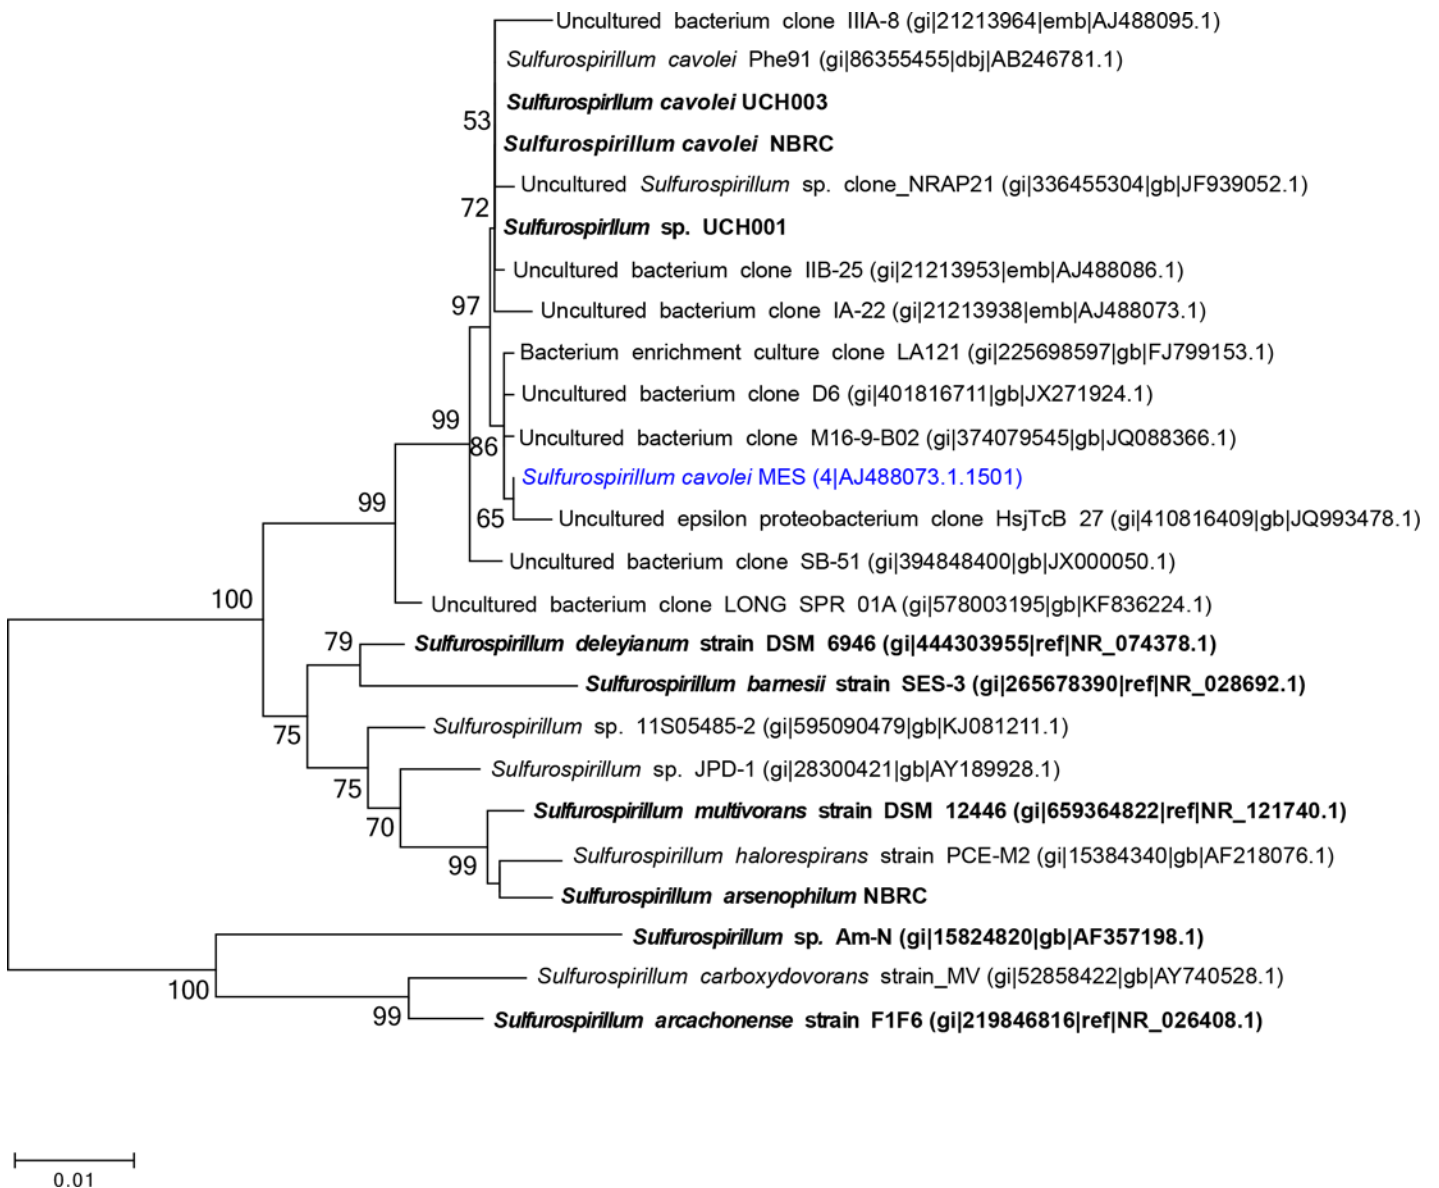 Uncultured bacterium clone IIIA-8 (gi|21213964|emb|AJ488095.1)
Sulfurospirillum cavolei Phe91 (gi|86355455|dbj|AB246781.1)
Sulfurospirllum cavolei UCH003
53
Sulfurospirillum cavolei NBRC
Uncultured Sulfurospirillum sp. clone_NRAP21 (gi|336455304|gb|JF939052.1)
72
Sulfurospirllum sp. UCH001
Uncultured bacterium clone IIB-25 (gi|21213953|emb|AJ488086.1)
97
Uncultured bacterium clone IA-22 (gi|21213938|emb|AJ488073.1)
Bacterium enrichment culture clone LA121 (gi|225698597|gb|FJ799153.1)
Uncultured bacterium clone D6 (gi|401816711|gb|JX271924.1)
99
86
Uncultured bacterium clone M16-9-B02 (gi|374079545|gb|JQ088366.1)
Sulfurospirillum cavolei MES (4|AJ488073.1.1501)
99
65
Uncultured epsilon proteobacterium clone HsjTcB 27 (gi|410816409|gb|JQ993478.1)
Uncultured bacterium clone SB-51 (gi|394848400|gb|JX000050.1)
100
Uncultured bacterium clone LONG SPR 01A (gi|578003195|gb|KF836224.1)
79
Sulfurospirillum deleyianum strain DSM 6946 (gi|444303955|ref|NR_074378.1)
Sulfurospirillum barnesii strain SES-3 (gi|265678390|ref|NR_028692.1)
75
Sulfurospirillum sp. 11S05485-2 (gi|595090479|gb|KJ081211.1)
75
Sulfurospirillum sp. JPD-1 (gi|28300421|gb|AY189928.1)
70
Sulfurospirillum multivorans strain DSM 12446 (gi|659364822|ref|NR_121740.1)
99
Sulfurospirillum halorespirans strain PCE-M2 (gi|15384340|gb|AF218076.1)
Sulfurospirillum arsenophilum NBRC
Sulfurospirillum sp. Am-N (gi|15824820|gb|AF357198.1)
100
Sulfurospirillum carboxydovorans strain_MV (gi|52858422|gb|AY740528.1)
99
Sulfurospirillum arcachonense strain F1F6 (gi|219846816|ref|NR_026408.1)
0.01